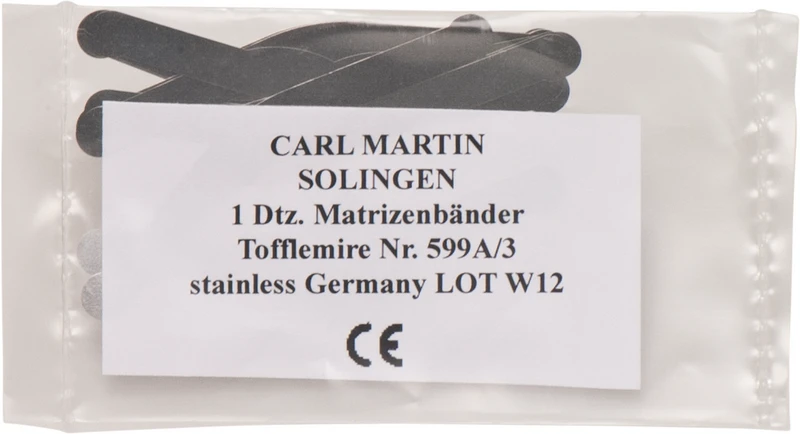 CARL MARTIN
SOLINGEN
1 Dtz. Matrizenbänder
Tofflemire Nr. 599A/3
stainless Germany LOT W12
CE